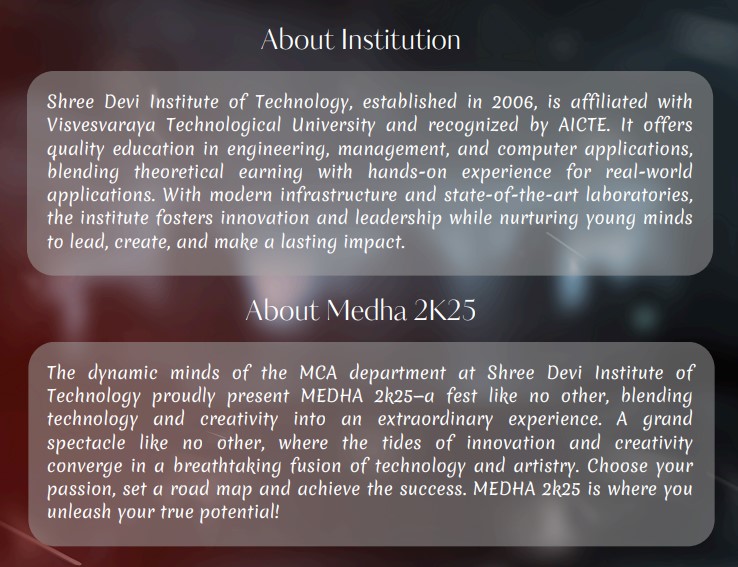 About Institution
Shree Devi Institute of Technology, established in 2006, is affiliated with
Visvesvaraya Technological University and recognized by AICTE. It offers
quality education in engineering, management, and computer applications,
blending theoretical earning with hands-on experience for real-world
applications. With modern infrastructure and state-of-the-art laboratories,
the institute fosters innovation and leadership while nurturing young minds
to lead, create, and make a lasting impact.
About Medha 2K25
The dynamic minds of the MCA department at Shree Devi Institute of
Technology proudly present MEDHA 2k25—a fest like no other, blending
technology and creativity into an extraordinary experience. A grand
spectacle like no other, where the tides of innovation and creativity
converge in a breathtaking fusion of technology and artistry. Choose your
passion, set a road map and achieve the success. MEDHA 2k25 is where you
unleash your true potential!